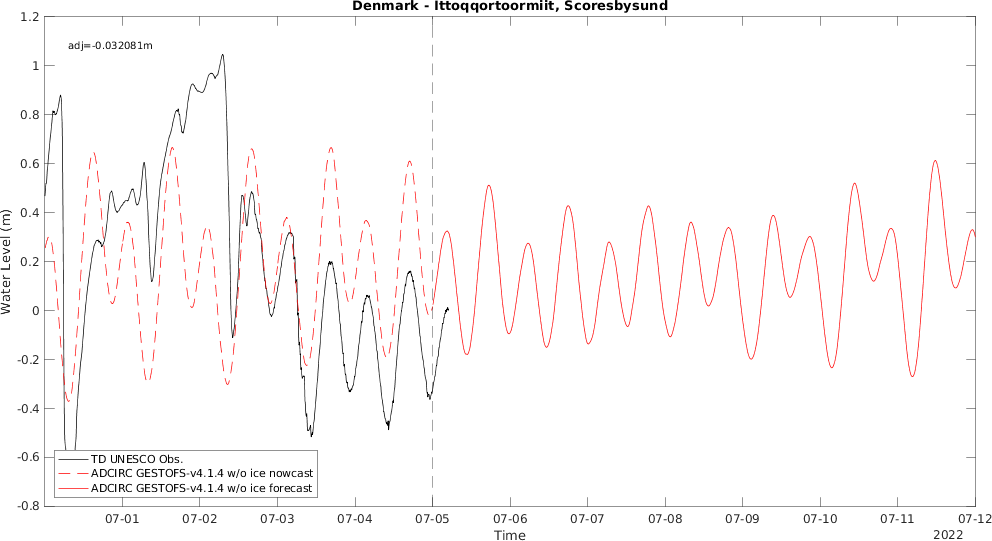 Denmark - Ittoqqortoormiit, Scoresbysund
adj=-0.032081m
Water Level (m)
1.2
1
0.8
0.6
0.4
0.2
0
-0.2
-0.4
-0.6
-0.8
TD UNESCO Obs.
ADCIRC GESTOFS-v4.1.4 w/o ice nowcast
ADCIRC GESTOFS-v4.1.4 w/o ice forecast
07-01 07-02 07-03 07-04 07-05 07-06 07-07 07-08 07-09 07-10 07-11 07-12
Time
2022